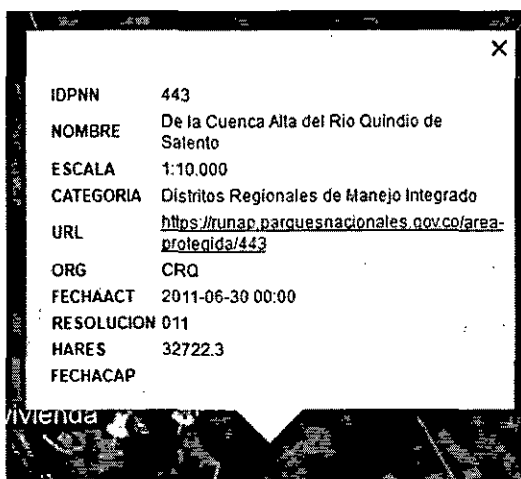 ×
IDPNN 443
NOMBRE De la Cuenca Alta del Rio Quindio de
Salento
ESCALA 1:10.000
CATEGORIA Distritos Regionales de Manejo Integrado
URL https://runap.parquesnacionales.gov.co/area-
protegida/443
ORG CRQ
FECHAACT 2011-06-30 00:00
RESOLUCION 011
HARES 32722.3
FECHACAP
vivienda